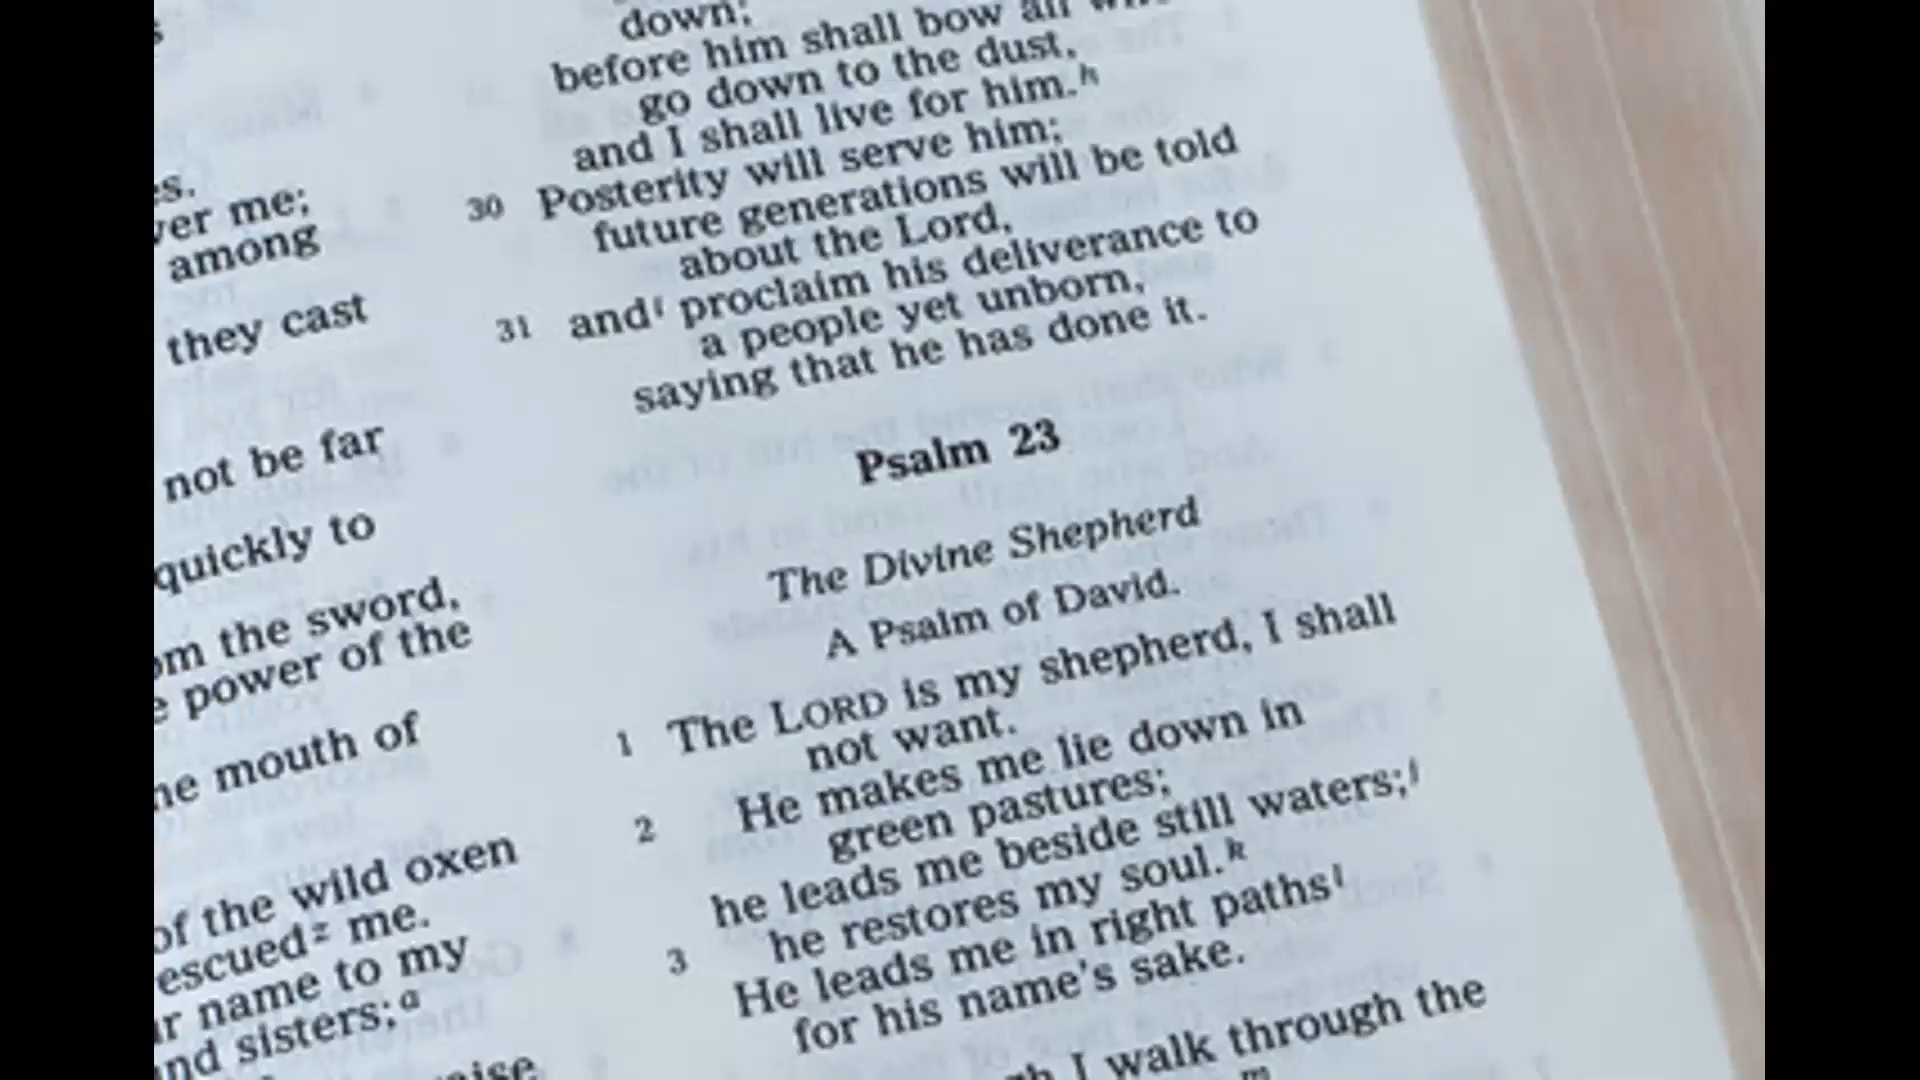 s
es.
ver me;
among
they cast
not be far
quickly to
om the sword,
e power of the
he mouth of
of the wild oxen
escued z me.
r name to my
nd sisters; a
down;
before him shall bow all
go down to the dust,
and I shall live for him. h
30 Posterity will serve him;
future generations will be told
about the Lord,
31 and i proclaim his deliverance to
a people yet unborn,
saying that he has done it.
Psalm 23
The Divine Shepherd
A Psalm of David.
1 The LORD is my shepherd, I shall
not want.
2 He makes me lie down in
green pastures;
he leads me beside still waters; j
3 he restores my soul. k
He leads me in right paths l
for his name's sake.
gh I walk through the
m